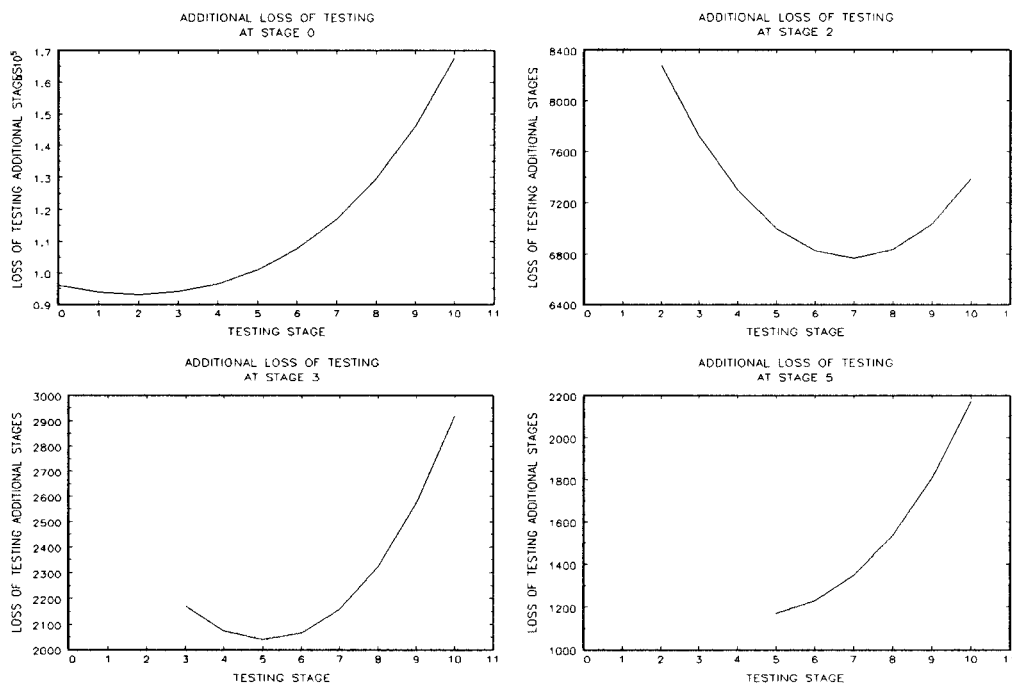 ADDITIONAL LOSS OF TESTING
AT STAGE 0
LOSS OF TESTING ADDITIONAL
1.7
1.6
1.5
1.4
1.3
1.2
1.1
1.0
0.9
0 1 2 3 4 5 6 7 8 9 10 11
TESTING STAGE
ADDITIONAL LOSS OF TESTING
AT STAGE 2
LOSS OF TESTING ADDITIONAL STAGES
8400
8000
7600
7200
6800
6400
0 1 2 3 4 5 6 7 8 9 10 1
TESTING STAGE
ADDITIONAL LOSS OF TESTING
AT STAGE 3
LOSS OF TESTING ADDITIONAL STAGES
3000
2900
2800
2700
2600
2500
2400
2300
2200
2100
2000
0 1 2 3 4 5 6 7 8 9 10 11
TESTING STAGE
ADDITIONAL LOSS OF TESTING
AT STAGE 5
LOSS OF TESTING ADDITIONAL STAGES
2200
2000
1800
1600
1400
1200
1000
0 1 2 3 4 5 6 7 8 9 10 1
TESTING STAGE